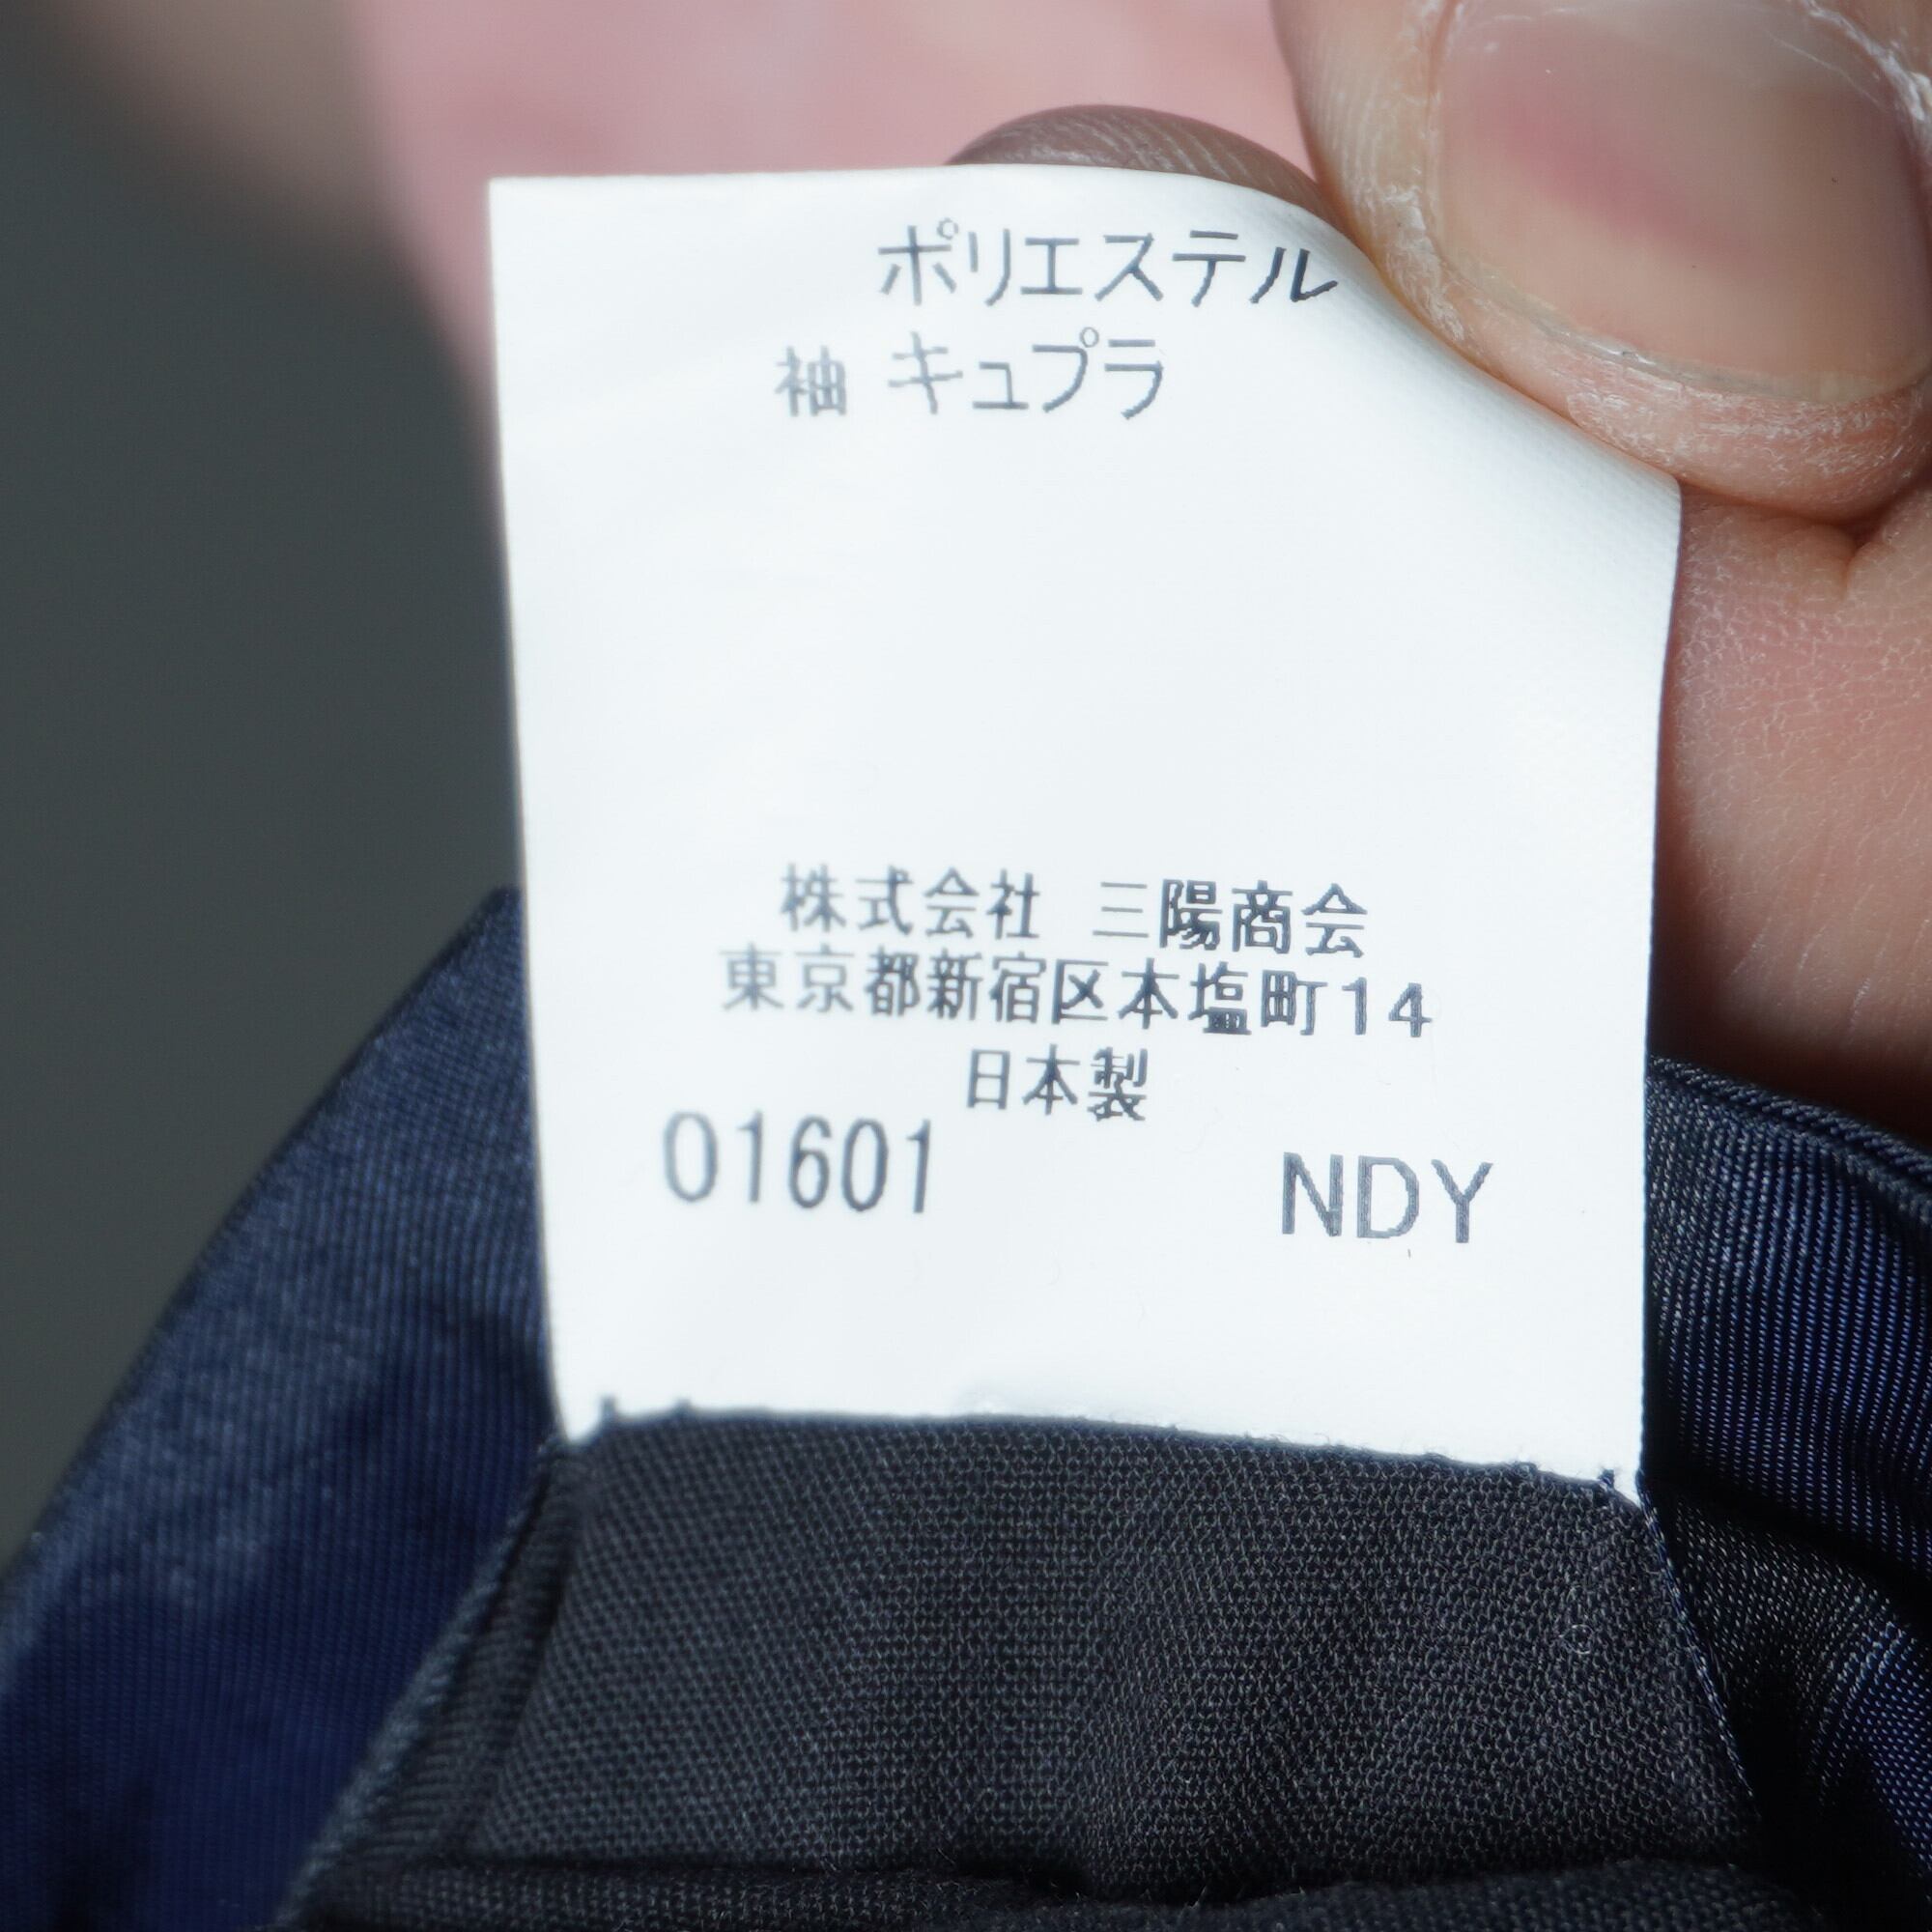 ポリエステル
袖 キュプラ
株式会社 三陽商会
東京都新宿区本塩町14
日本製
01601 NDY